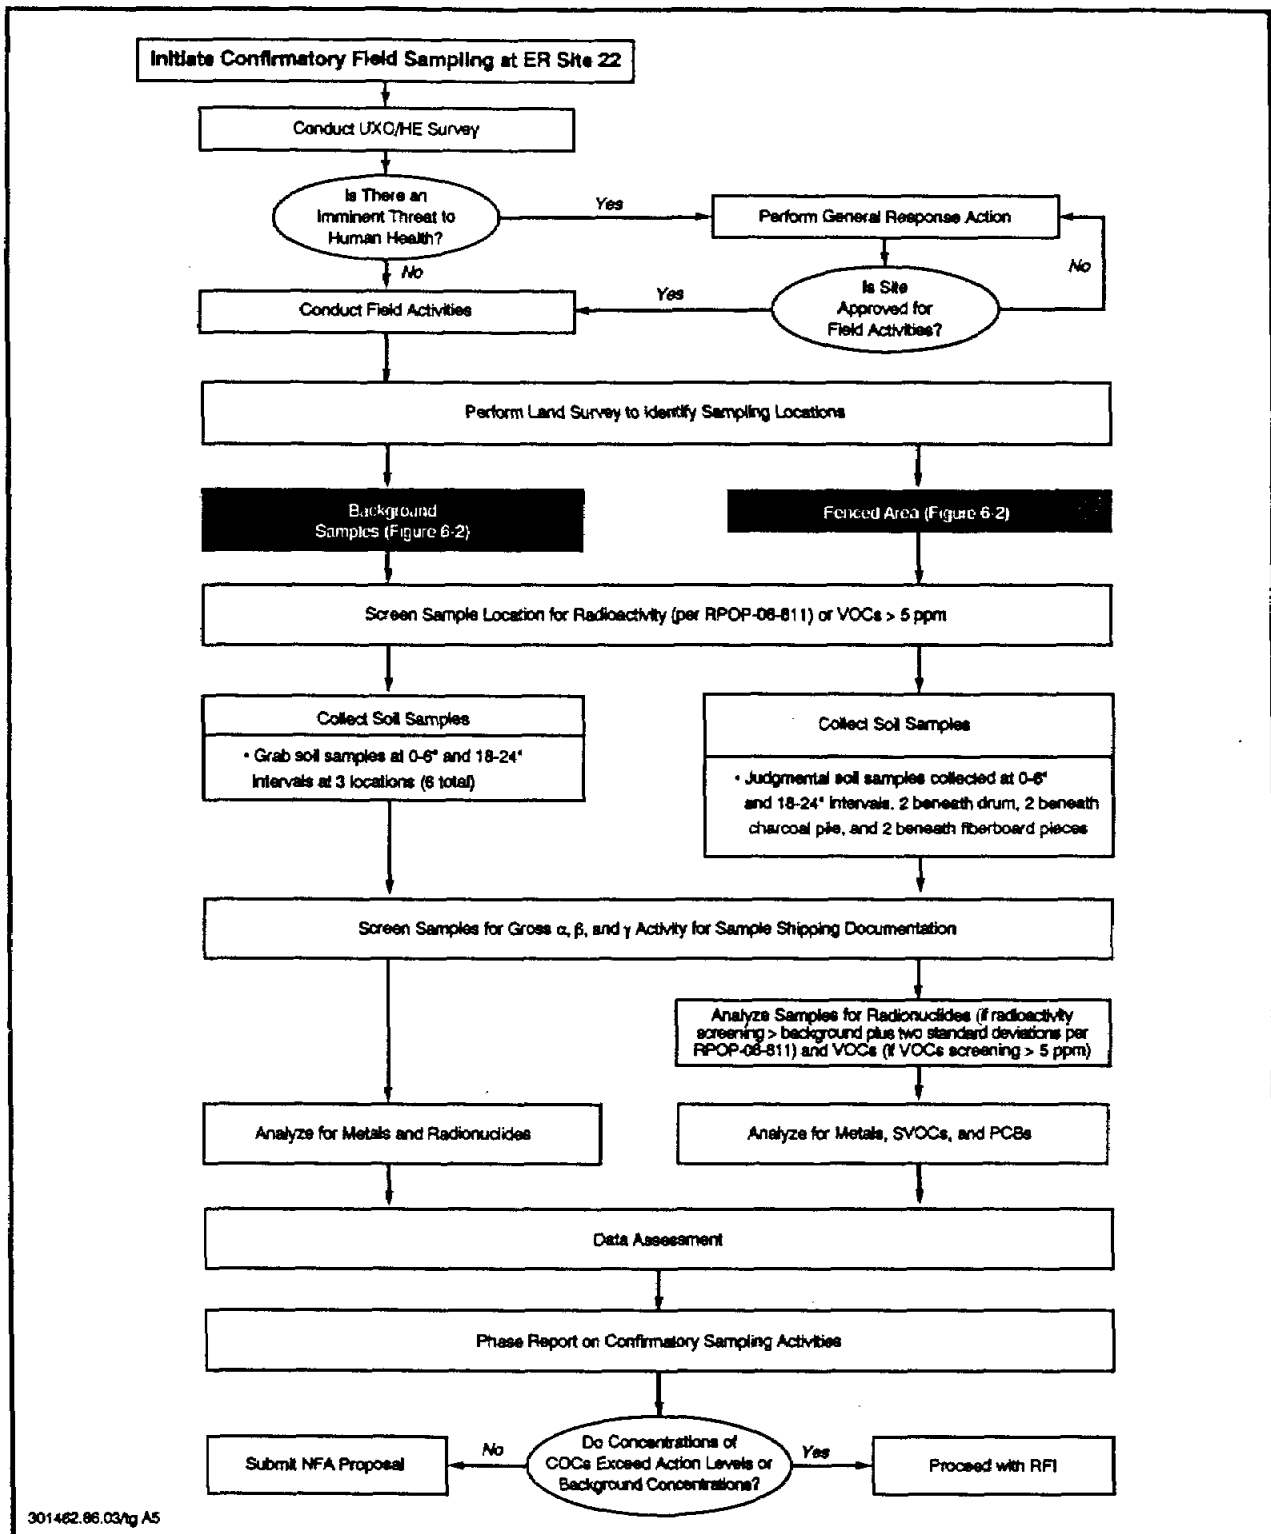 Initiate Confirmatory Field Sampling at ER Site 22
Conduct UXO/HE Survey
Is There an
Imminent Threat to
Human Health?
Yes
Perform General Response Action
No
No
Is Site
Approved for
Field Activities?
Yes
Conduct Field Activities
Perform Land Survey to Identify Sampling Locations
Background
Samples (Figure 6-2)
Fenced Area (Figure 6-2)
Screen Sample Location for Radioactivity (per RPOP-06-811) or VOCs > 5 ppm
Collect Soil Samples
• Grab soil samples at 0-6" and 18-24"
intervals at 3 locations (6 total)
Collect Soil Samples
• Judgmental soil samples collected at 0-6"
and 18-24" intervals, 2 beneath drum, 2 beneath
charcoal pile, and 2 beneath fiberboard pieces
Screen Samples for Gross α, β, and γ Activity for Sample Shipping Documentation
Analyze Samples for Radionuclides (if radioactivity
screening > background plus two standard deviations per
RPOP-06-811) and VOCs (if VOCs screening > 5 ppm)
Analyze for Metals and Radionuclides
Analyze for Metals, SVOCs, and PCBs
Data Assessment
Phase Report on Confirmatory Sampling Activities
Do Concentrations of
COCs Exceed Action Levels or
Background Concentrations?
No
Submit NFA Proposal
Yes
Proceed with RFI
301462.86.03/tg A5